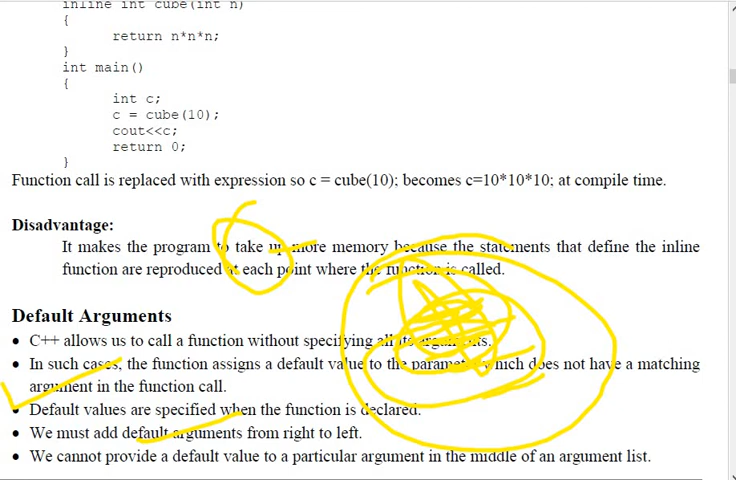 inline int cube(int n)
{
return n*n*n;
}
int main()
{
int c;
c = cube(10);
cout<<c;
return 0;
}
Function call is replaced with expression so c = cube(10); becomes c=10*10*10; at compile time.
Disadvantage:
It makes the program to take up more memory because the statements that define the inline
function are reproduced at each point where the function is called.
Default Arguments
• C++ allows us to call a function without specifying all its arguments.
• In such cases, the function assigns a default value to the parameter which does not have a matching
argument in the function call.
• Default values are specified when the function is declared.
• We must add default arguments from right to left.
• We cannot provide a default value to a particular argument in the middle of an argument list.